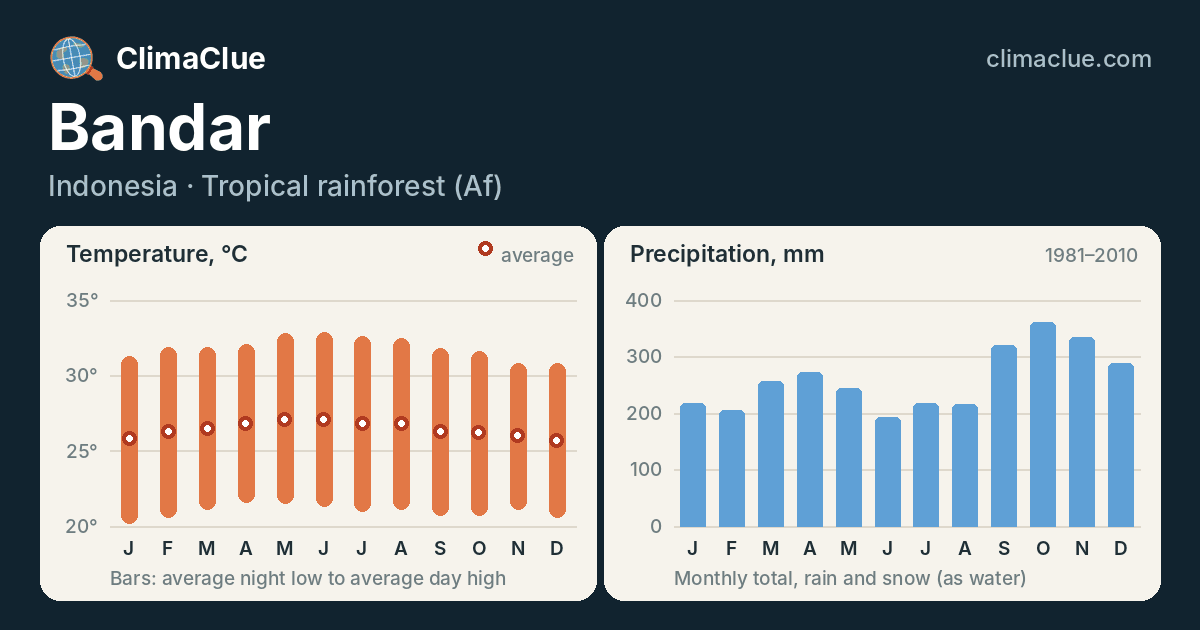 ClimaClue
climaclue.com
Bandar
Indonesia · Tropical rainforest (Af)
Temperature, °C
average
35°
30°
25°
20°
J F M A M J J A S O N D
Bars: average night low to average day high
Precipitation, mm
1981–2010
400
300
200
100
0
J F M A M J J A S O N D
Monthly total, rain and snow (as water)